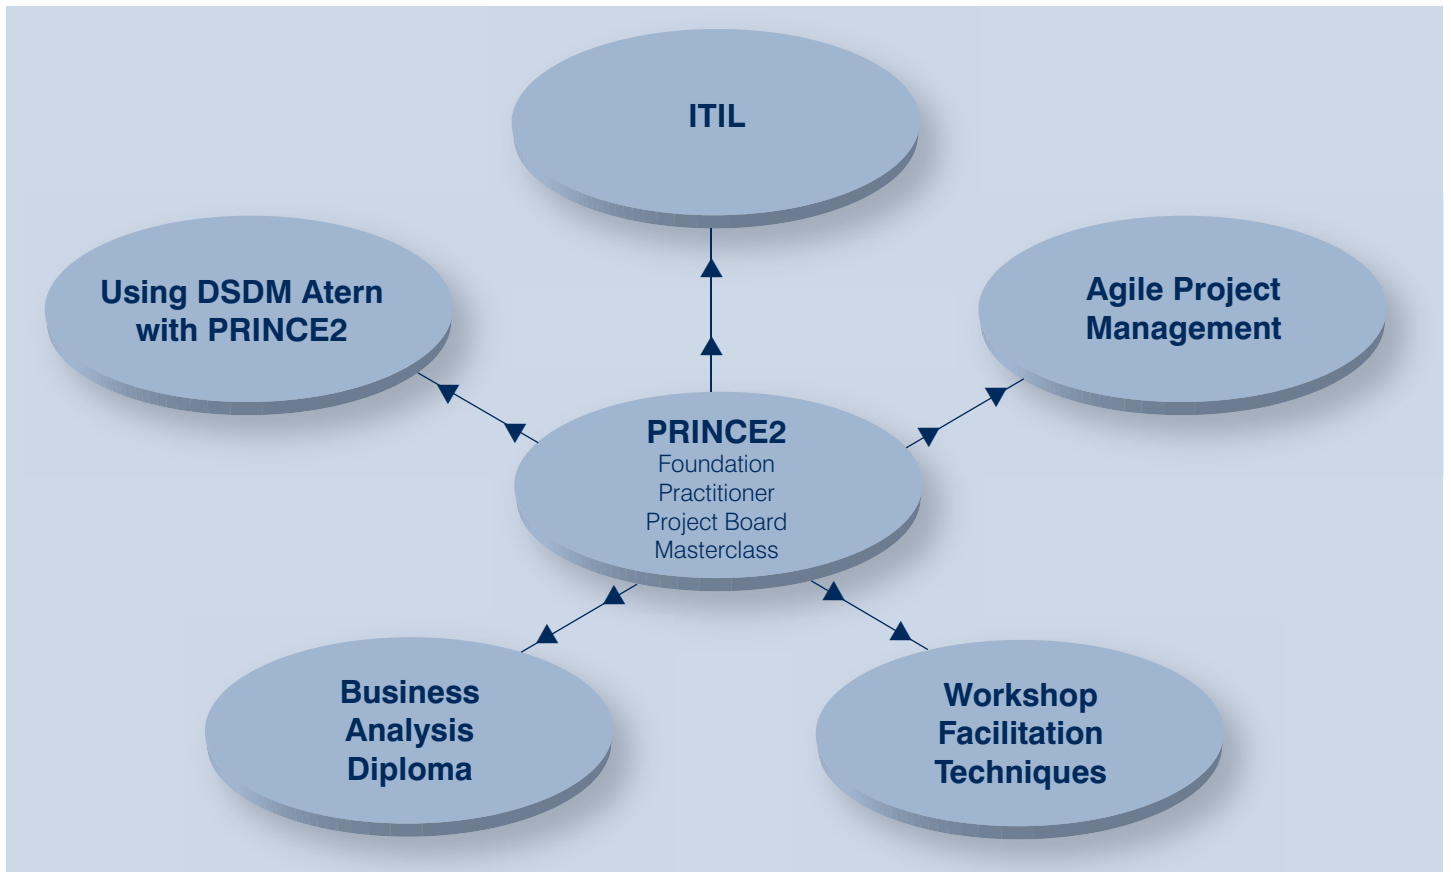 ITIL
Using DSDM Atern
with PRINCE2
Agile Project
Management
PRINCE2
Foundation
Practitioner
Project Board
Masterclass
Business
Analysis
Diploma
Workshop
Facilitation
Techniques